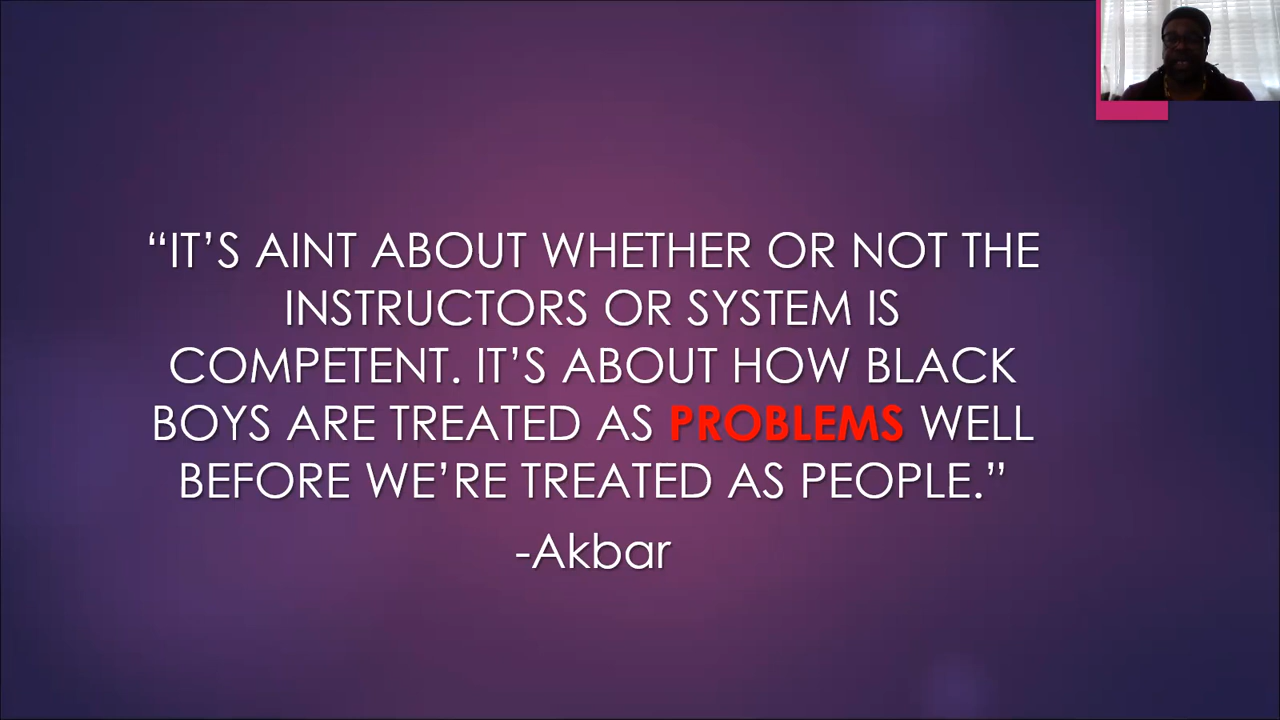 “IT’S AINT ABOUT WHETHER OR NOT THE
INSTRUCTORS OR SYSTEM IS
COMPETENT. IT’S ABOUT HOW BLACK
BOYS ARE TREATED AS PROBLEMS WELL
BEFORE WE’RE TREATED AS PEOPLE.”
-Akbar